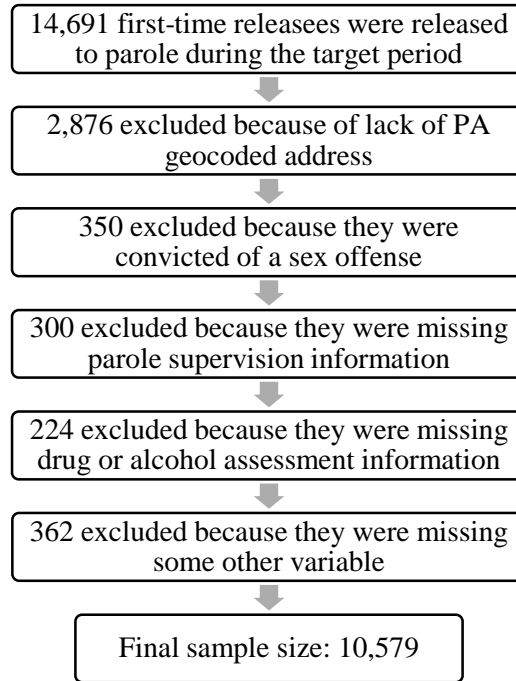 14,691 first-time releasees were released
to parole during the target period
2,876 excluded because of lack of PA
geocoded address
350 excluded because they were
convicted of a sex offense
300 excluded because they were missing
parole supervision information
224 excluded because they were missing
drug or alcohol assessment information
362 excluded because they were missing
some other variable
Final sample size: 10,579